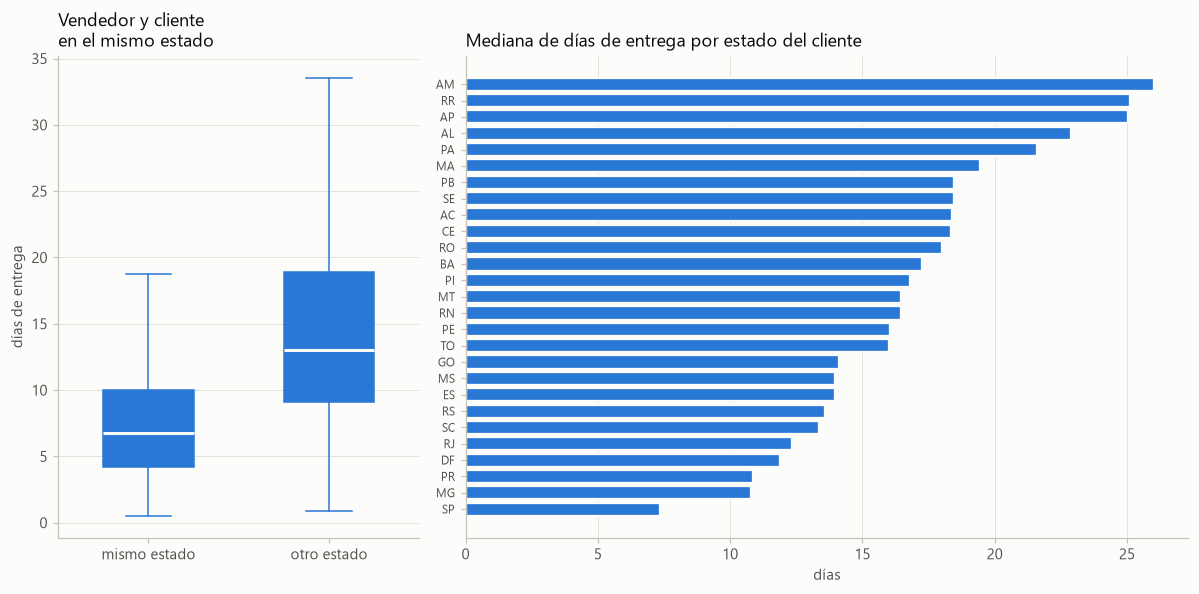 Vendedor y cliente
en el mismo estado
días de entrega
35
30
25
20
15
10
5
0
mismo estado
otro estado
Mediana de días de entrega por estado del cliente
AM
RR
AP
AL
PA
MA
PB
SE
AC
CE
RO
BA
PI
MT
RN
PE
TO
GO
MS
ES
RS
SC
RJ
DF
PR
MG
SP
0
5
10
15
20
25
días